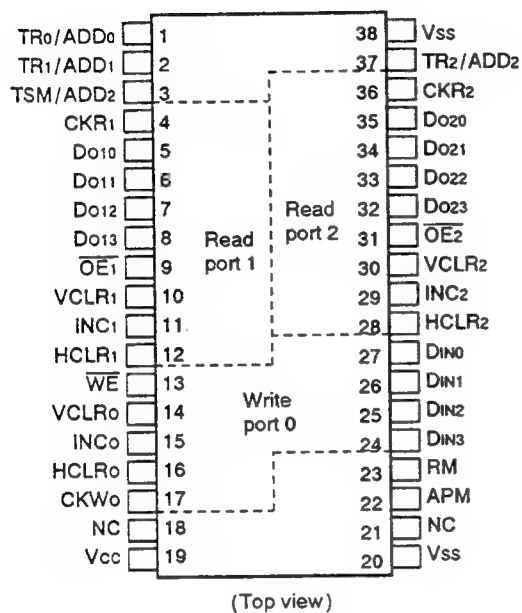 TR0/ADD0 1 38 Vss
TR1/ADD1 2 37 TR2/ADD2
TSM/ADD2 3 36 CKR2
CKR1 4 35 Do20
Do10 5 34 Do21
Do11 6 33 Do22
Do12 7 32 Do23
Do13 8 Read port 1 Read port 2 31 OE2
OE1 9 30 VCLR2
VCLR1 10 29 INC2
INC1 11 28 HCLR2
HCLR1 12 27 DIN0
WE 13 26 DIN1
VCLR0 14 Write port 0 25 DIN2
INC0 15 24 DIN3
HCLR0 16 23 RM
CKW0 17 22 APM
NC 18 21 NC
Vcc 19 20 Vss
(Top view)